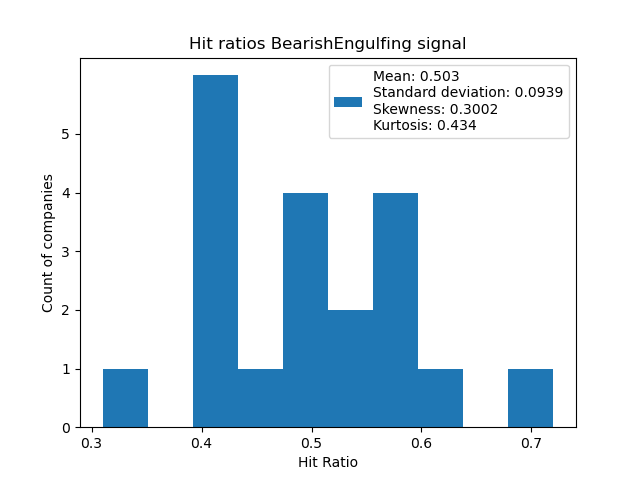 Hit ratios BearishEngulfing signal
Mean: 0.503
Standard deviation: 0.0939
Skewness: 0.3002
Kurtosis: 0.434
Count of companies
5
4
3
2
1
0
0.3 0.4 0.5 0.6 0.7
Hit Ratio